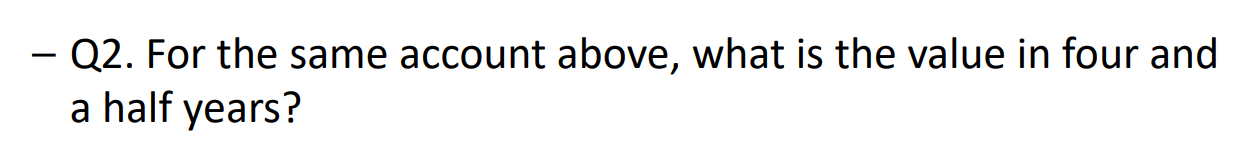 – Q2. For the same account above, what is the value in four and
a half years?